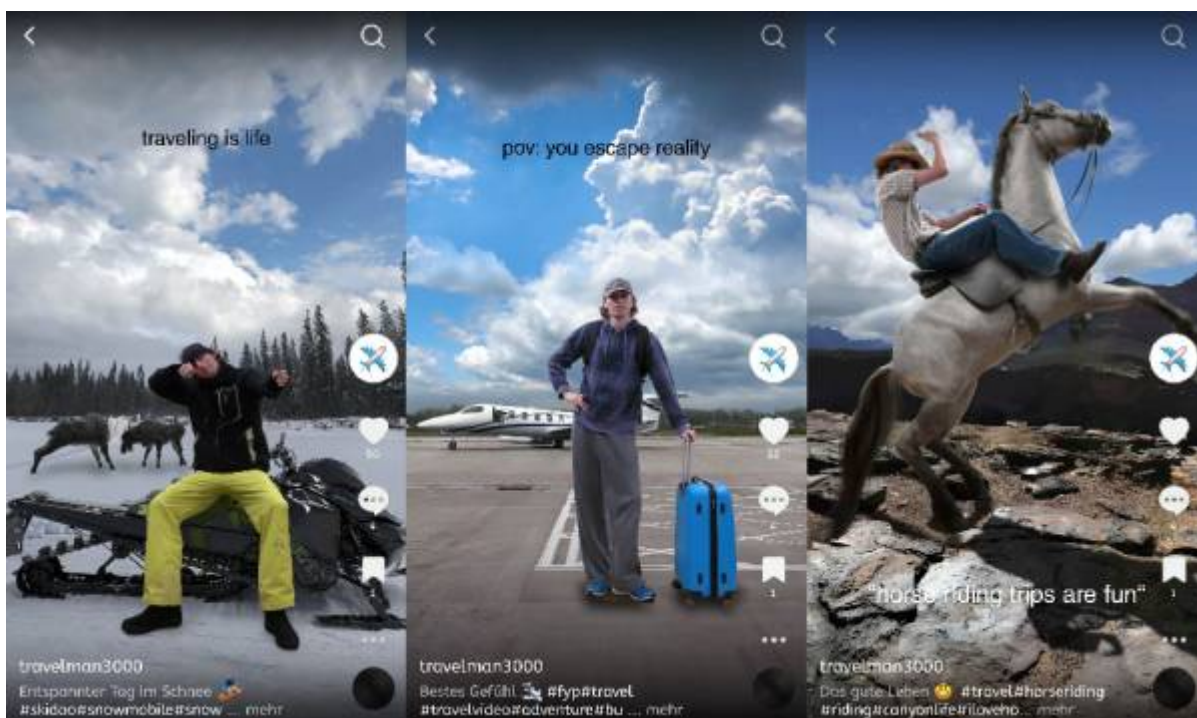 traveling is life
travelman3000
Entspannter Tag im Schnee
#skidoo#snowmobile#snow ... mehr
pov: you escape reality
travelman3000
Bestes Gefühl #fyp#travel
#travelvideo#adventure#bu ... mehr
"horse riding trips are fun"
travelman3000
Das gute Leben #travel#horseriding
#riding#canyonlife#iloveho... mehr